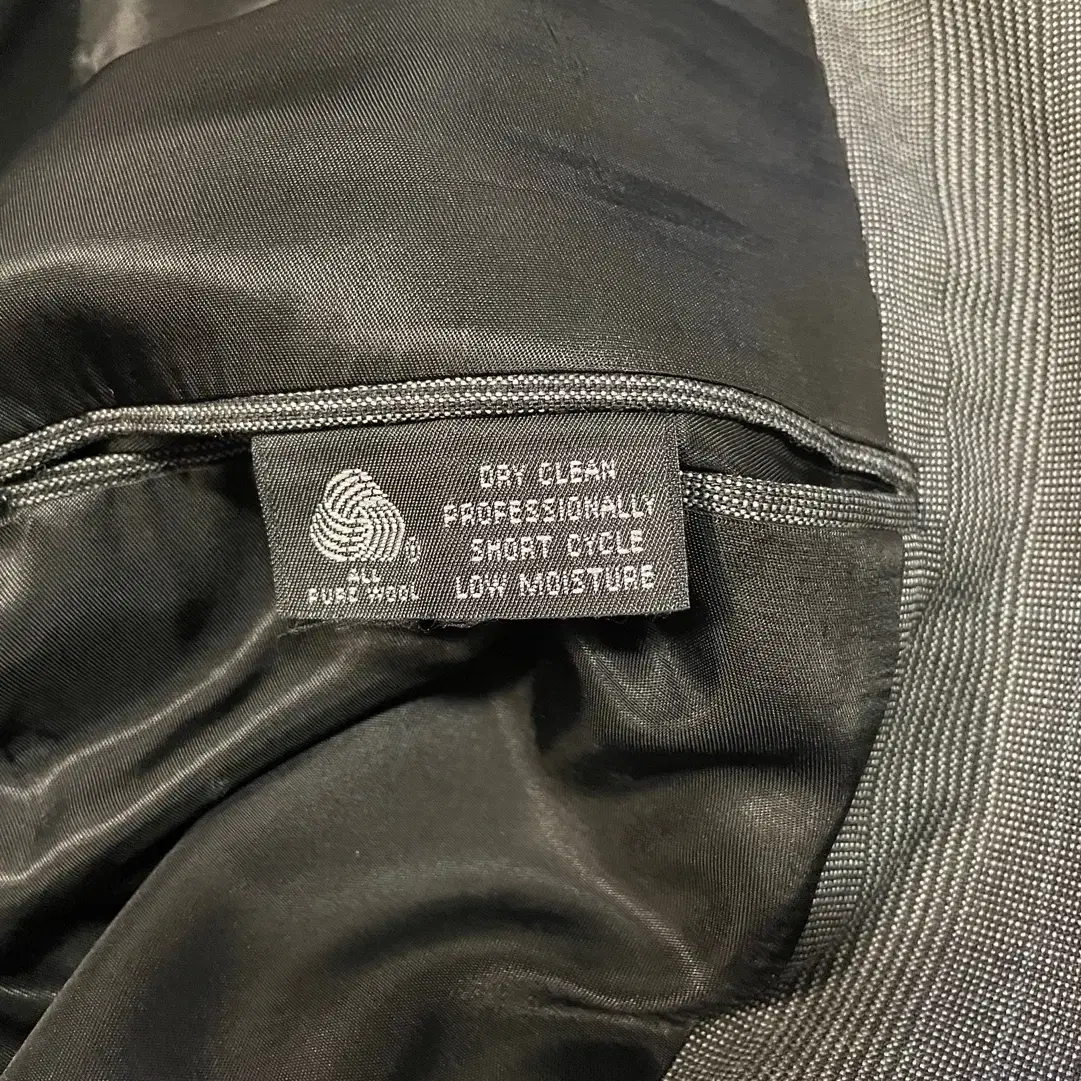 DRY CLEAN
PROFESSIONALLY
SHORT CYCLE
LOW MOISTURE
ALL
PURE WOOL